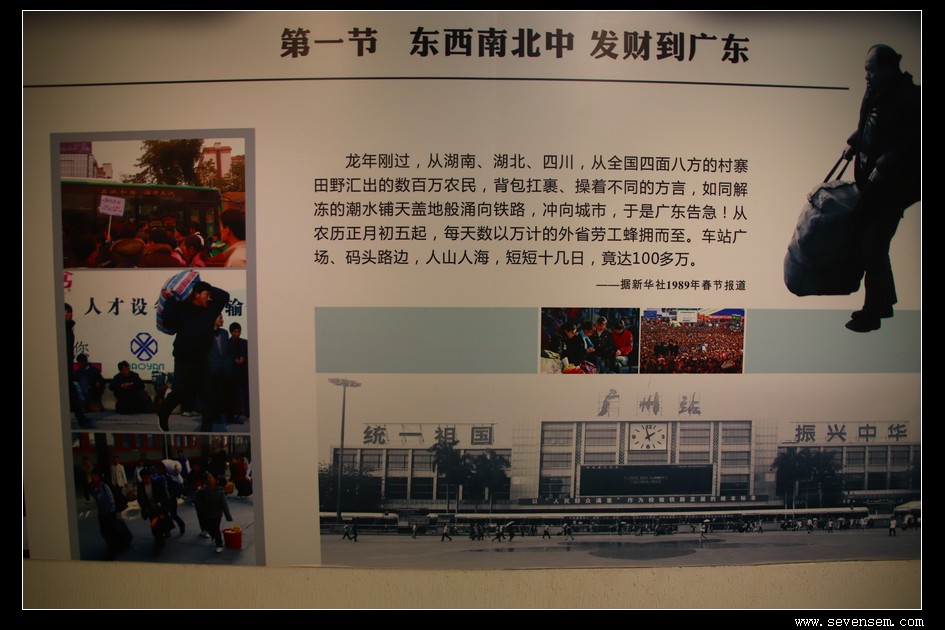 第一节 东西南北中 发财到广东
龙年刚过，从湖南、湖北、四川，从全国四面八方的村寨
田野汇出的数百万农民，背包扛裹、操着不同的方言，如同解
冻的潮水铺天盖地般涌向铁路，冲向城市，于是广东告急！从
农历正月初五起，每天数以万计的外省劳工蜂拥而至。车站广
场、码头路边，人山人海，短短十几日，竟达100多万。
——据新华社1989年春节报道
人才设 输
你
BAOYAN
广州站
统一祖国
振兴中华
www.sevensem.com